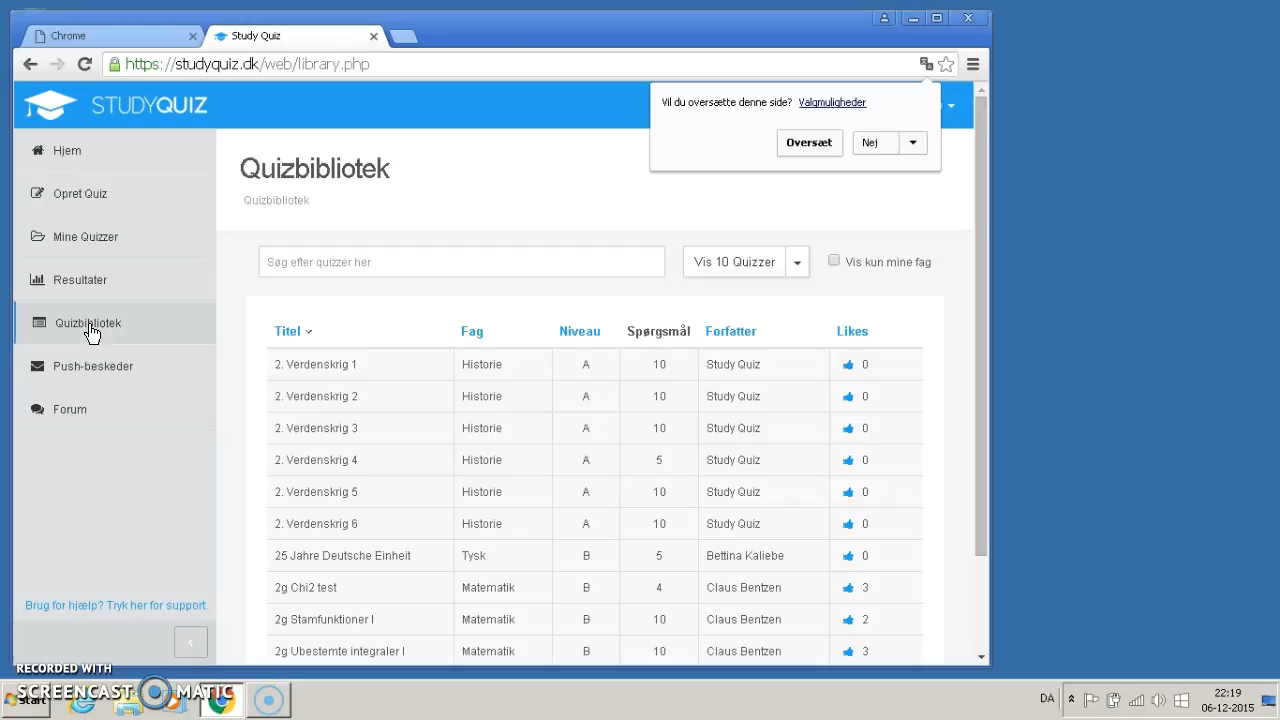 Chrome
Study Quiz
https://studyquiz.dk/web/library.php
STUDYQUIZ
Vil du oversætte denne side? Valgmuligheder
Oversæt
Nej
Hjem
Opret Quiz
Mine Quizzer
Resultater
Quizbibliotek
Push-beskeder
Forum
Brug for hjælp? Tryk her for support.
Quizbibliotek
Quizbibliotek
Søg efter quizzer her
Vis 10 Quizzer
Vis kun mine fag
Titel Fag Niveau Spørgsmål Forfatter Likes
2. Verdenskrig 1 Historie A 10 Study Quiz 0
2. Verdenskrig 2 Historie A 10 Study Quiz 0
2. Verdenskrig 3 Historie A 10 Study Quiz 0
2. Verdenskrig 4 Historie A 5 Study Quiz 0
2. Verdenskrig 5 Historie A 10 Study Quiz 0
2. Verdenskrig 6 Historie A 10 Study Quiz 0
25 Jahre Deutsche Einheit Tysk B 5 Bettina Kaliebe 0
2g Chi2 test Matematik B 4 Claus Bentzen 3
2g Stamfunktioner I Matematik B 10 Claus Bentzen 2
2g Ubestemte integraler I Matematik B 10 Claus Bentzen 3
RECORDED WITH
SCREENCAST MATIC
Start
DA
22:19
06-12-2015